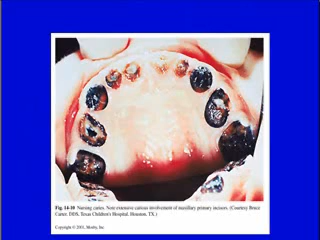 Fig. 14-10 Nursing caries. Note extensive carious involvement of maxillary primary incisors. (Courtesy Bruce
Carter, DDS, Texas Children's Hospital, Houston, TX.)
Copyright © 2001, Mosby, Inc